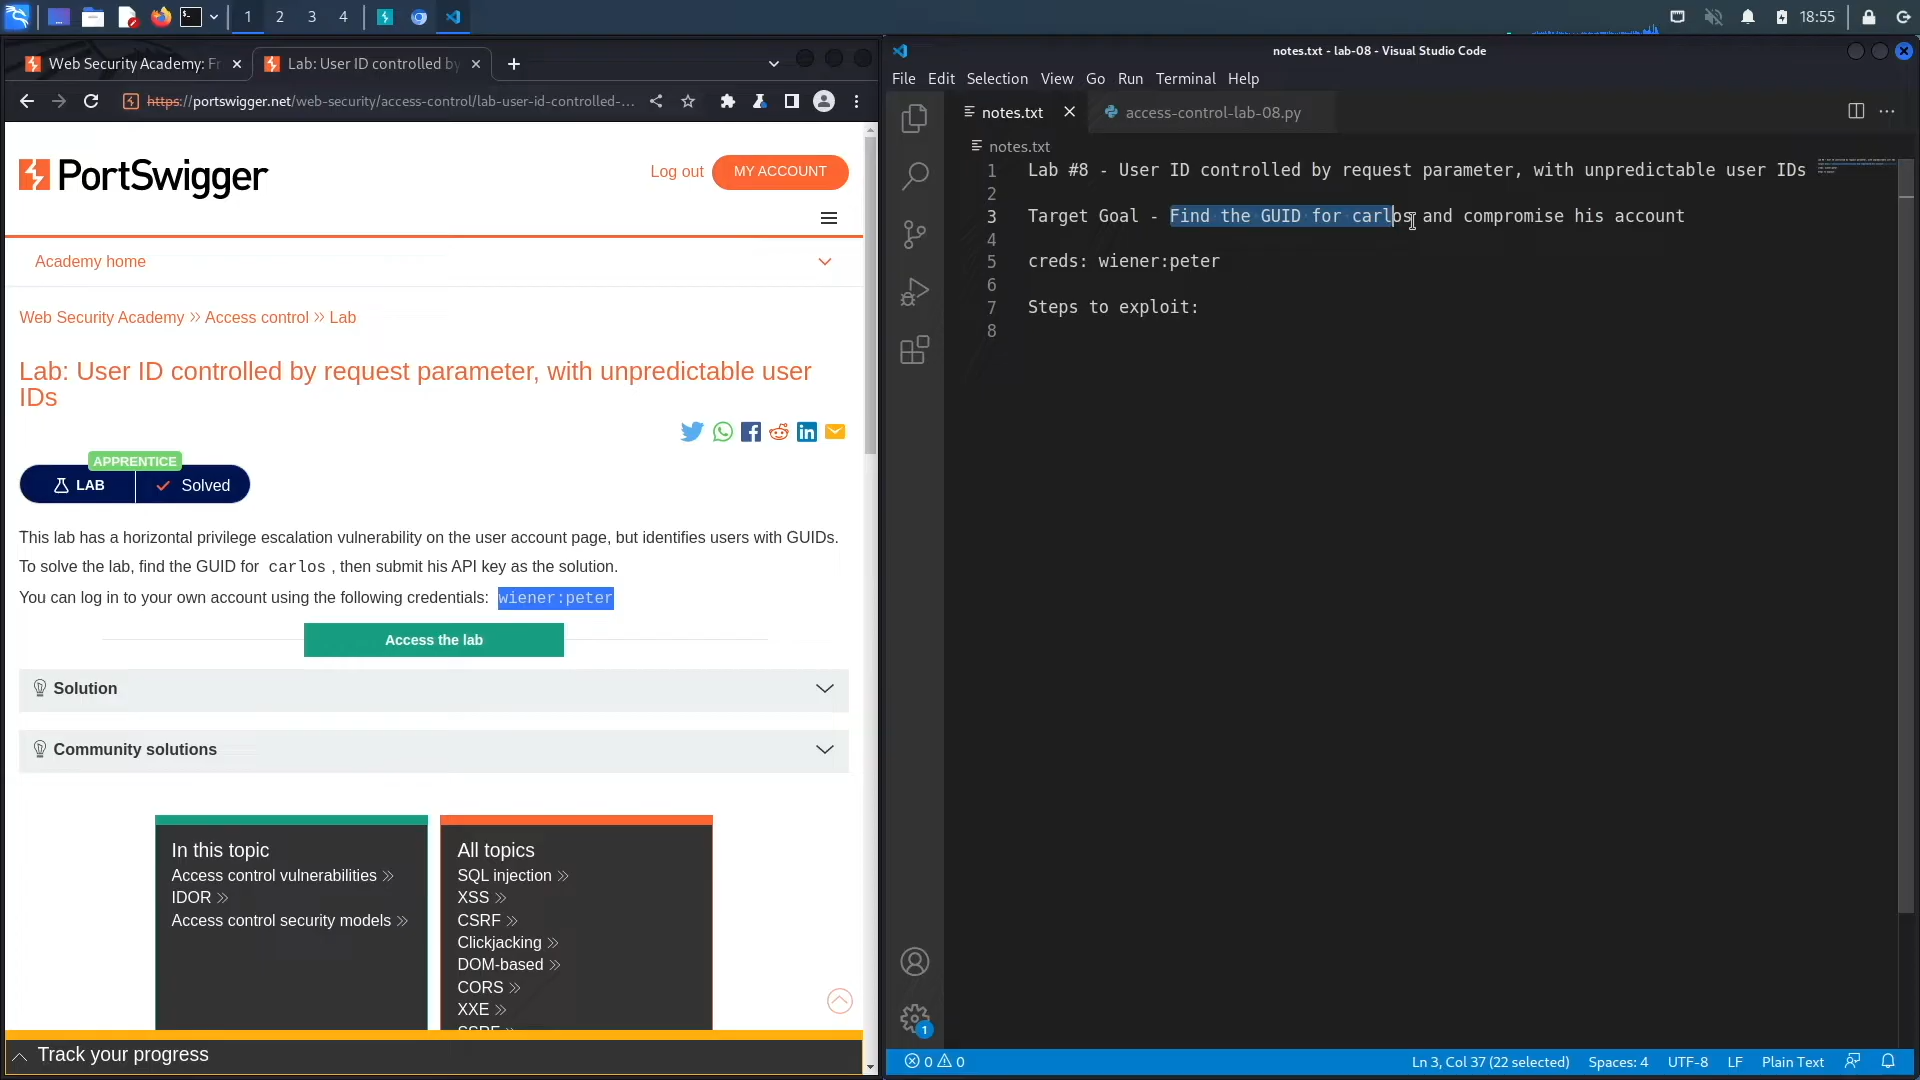 1
2
3
4
18:55
Web Security Academy: Fr
Lab: User ID controlled by
https://portswigger.net/web-security/access-control/lab-user-id-controlled-...
PortSwigger
Log out
MY ACCOUNT
Academy home
Web Security Academy
Access control
Lab
Lab: User ID controlled by request parameter, with unpredictable user
IDs
APPRENTICE
LAB
Solved
This lab has a horizontal privilege escalation vulnerability on the user account page, but identifies users with GUIDs.
To solve the lab, find the GUID for carlos , then submit his API key as the solution.
You can log in to your own account using the following credentials: wiener:peter
Access the lab
Solution
Community solutions
In this topic
Access control vulnerabilities
IDOR
Access control security models
All topics
SQL injection
XSS
CSRF
Clickjacking
DOM-based
CORS
XXE
SSRF
Track your progress
notes.txt - lab-08 - Visual Studio Code
File Edit Selection View Go Run Terminal Help
notes.txt
access-control-lab-08.py
notes.txt
1 Lab #8 - User ID controlled by request parameter, with unpredictable user IDs
2
3 Target Goal - Find the GUID for carlos and compromise his account
4
5 creds: wiener:peter
6
7 Steps to exploit:
8
1
0 0
Ln 3, Col 37 (22 selected)
Spaces: 4
UTF-8
LF
Plain Text